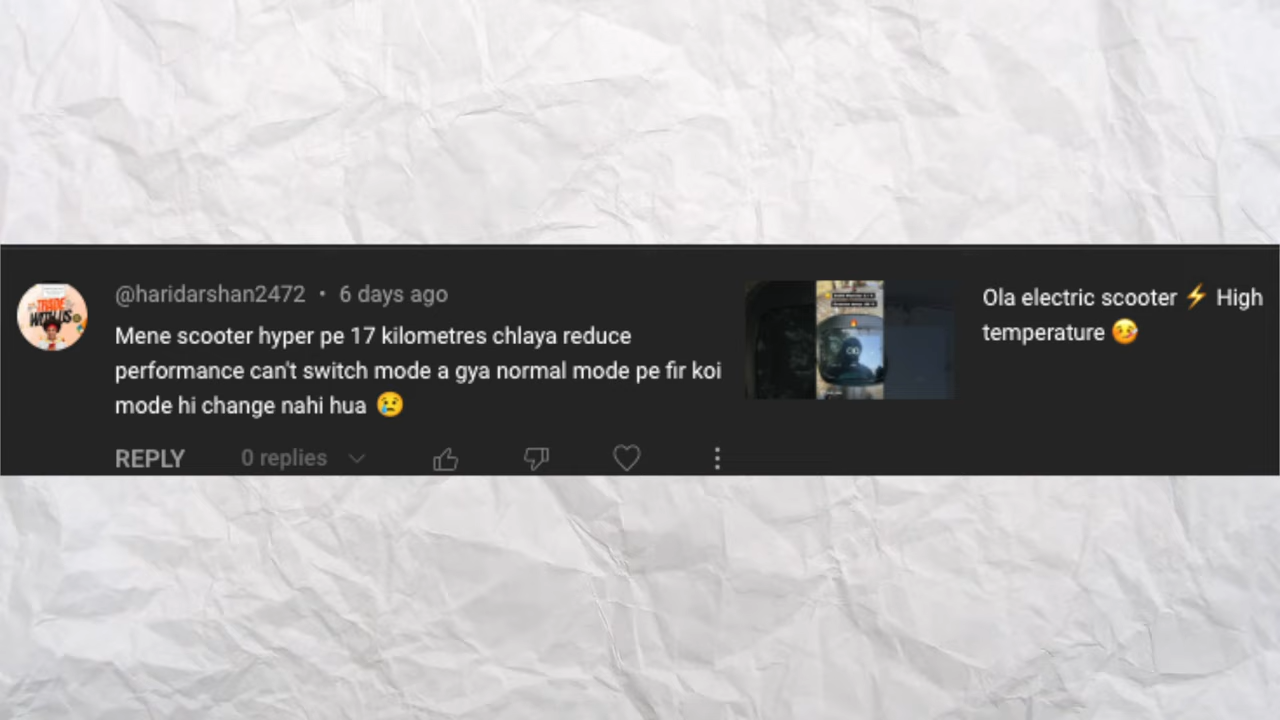 @haridarshan2472 • 6 days ago
Mene scooter hyper pe 17 kilometres chlaya reduce
performance can't switch mode a gya normal mode pe fir koi
mode hi change nahi hua 😢
REPLY 0 replies
Ola electric scooter ⚡ High
temperature 🤒
TRADE